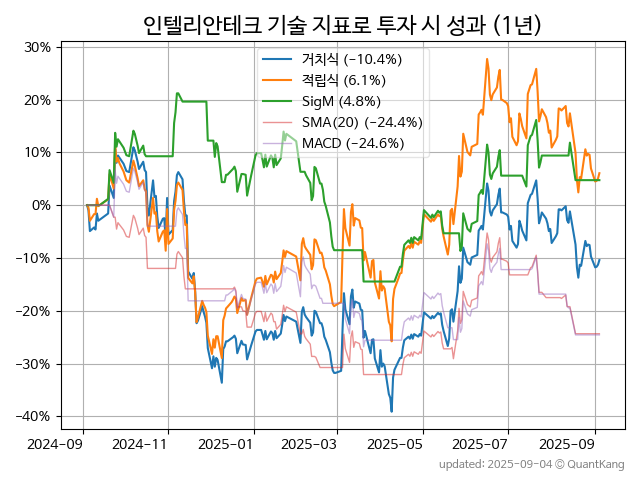 인텔리안테크 기술 지표로 투자 시 성과 (1년)
30%
20%
10%
0%
−10%
−20%
−30%
−40%
거치식 (−10.4%)
적립식 (6.1%)
SigM (4.8%)
SMA(20) (−24.4%)
MACD (−24.6%)
2024-09 2024-11 2025-01 2025-03 2025-05 2025-07 2025-09
updated: 2025-09-04 © QuantKang